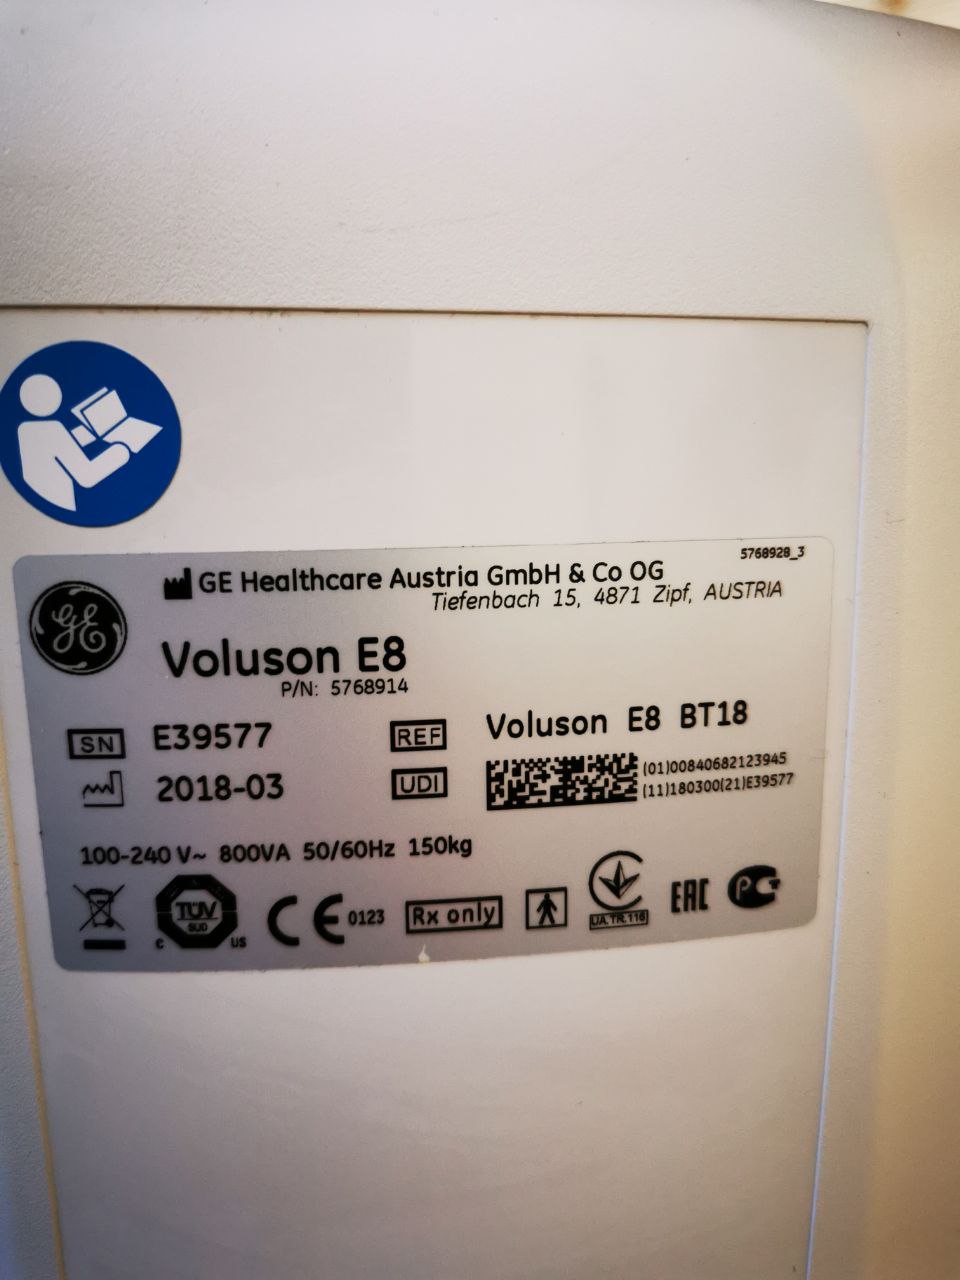 5768928_3
GE Healthcare Austria GmbH & Co OG
Tiefenbach 15, 4871 Zipf, AUSTRIA
GE
Voluson E8
P/N: 5768914
SN E39577 REF Voluson E8 BT18
2018-03 UDI (01)00840682123945
(11)180300(21)E39577
100-240 V~ 800VA 50/60Hz 150kg
TÜV
SÜD
C US
CE 0123 Rx only UA.TR.116 EAC PCT